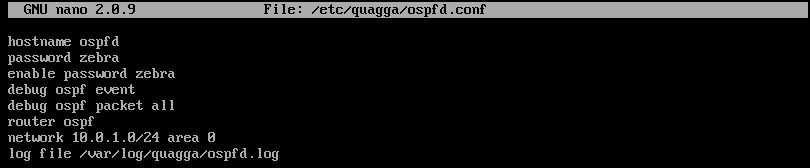 GNU nano 2.0.9 File: /etc/quagga/ospfd.conf
hostname ospfd
password zebra
enable password zebra
debug ospf event
debug ospf packet all
router ospf
network 10.0.1.0/24 area 0
log file /var/log/quagga/ospfd.log